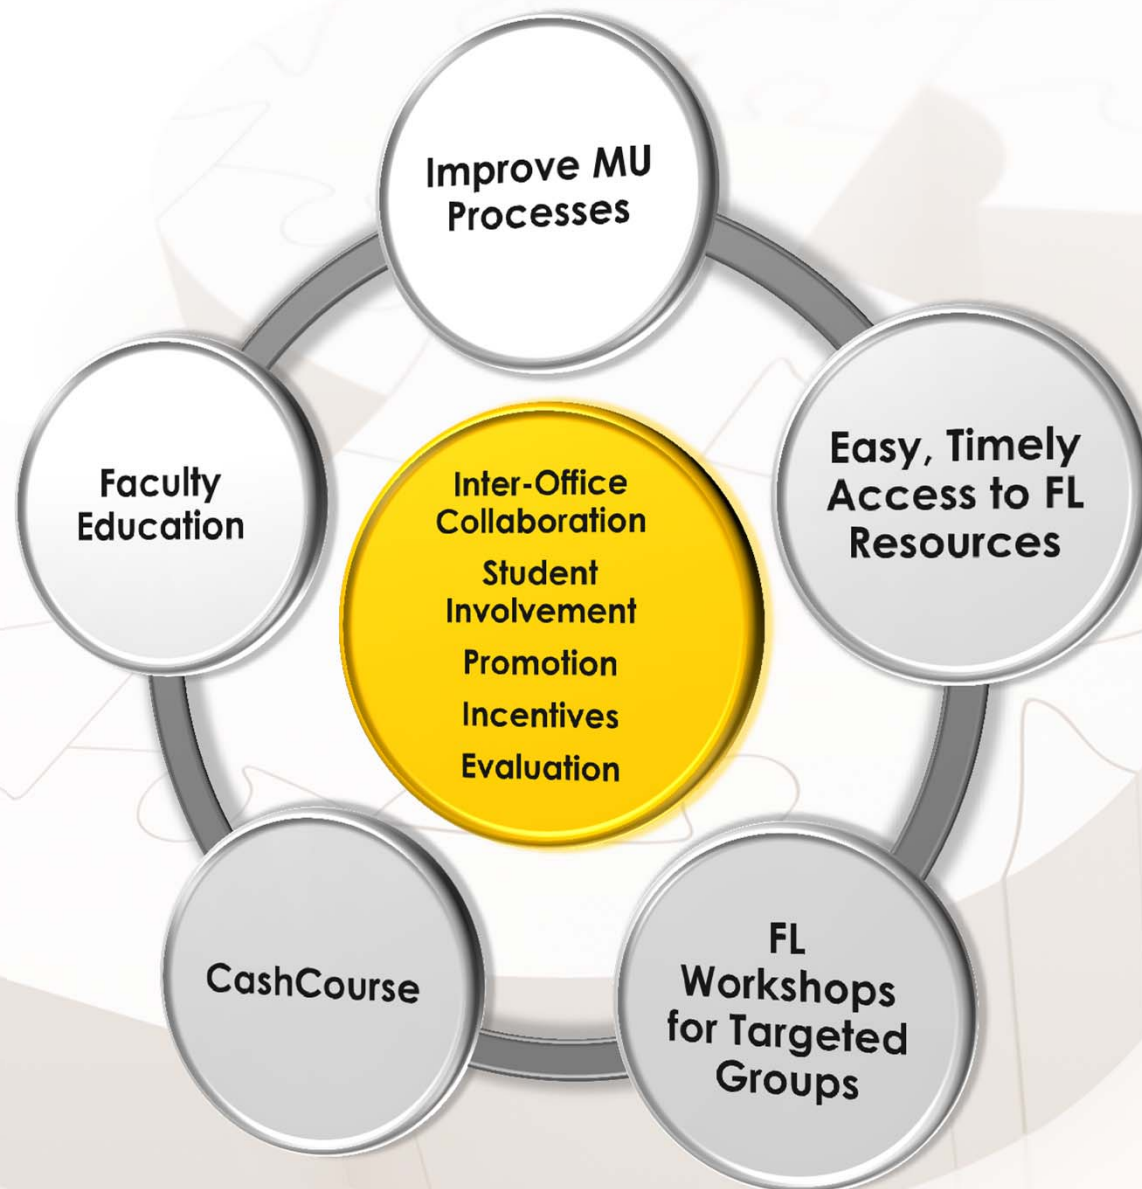 Improve MU
Processes
Easy, Timely
Access to FL
Resources
FL
Workshops
for Targeted
Groups
CashCourse
Faculty
Education
Inter-Office
Collaboration
Student
Involvement
Promotion
Incentives
Evaluation